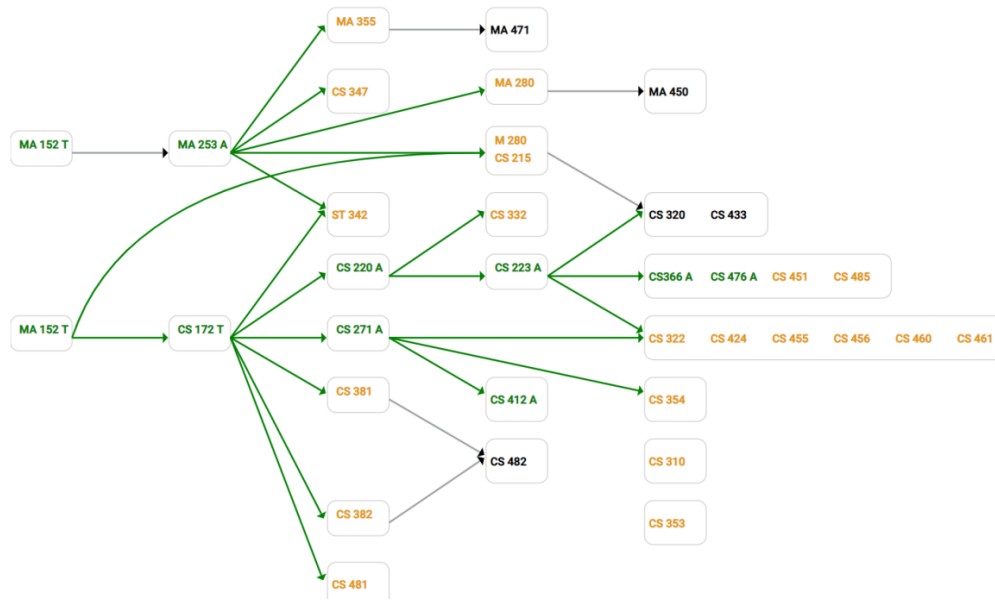 MA 355
MA 471
CS 347
MA 280
MA 450
MA 152 T
MA 253 A
M 280
CS 215
ST 342
CS 332
CS 320 CS 433
CS 220 A
CS 223 A
CS366 A CS 476 A CS 451 CS 485
MA 152 T
CS 172 T
CS 271 A
CS 322 CS 424 CS 455 CS 456 CS 460 CS 461
CS 381
CS 412 A
CS 354
CS 482
CS 310
CS 382
CS 353
CS 481